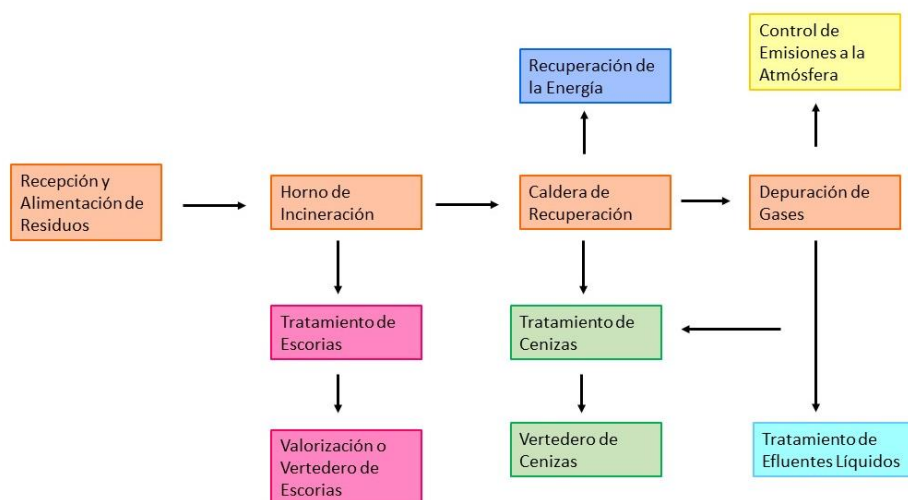 Control de
Emisiones a la
Atmósfera
Recuperación de
la Energía
Recepción y
Alimentación de
Residuos
Horno de
Incineración
Caldera de
Recuperación
Depuración de
Gases
Tratamiento de
Escorias
Tratamiento de
Cenizas
Valorización o
Vertedero de
Escorias
Vertedero de
Cenizas
Tratamiento de
Efluentes Líquidos